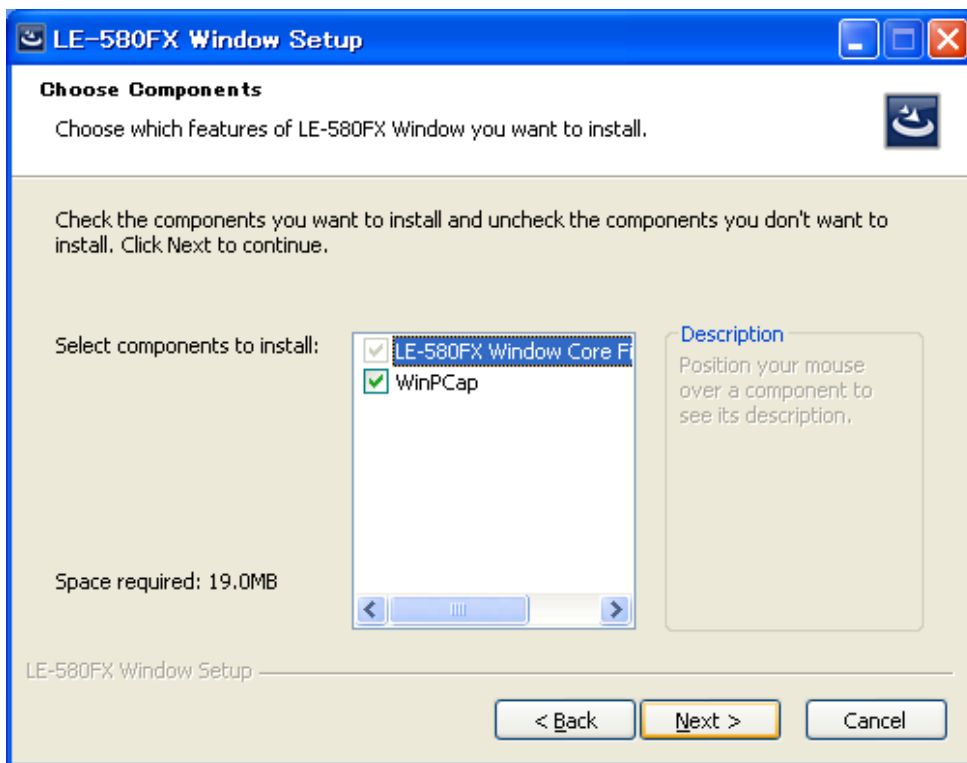 LE-580FX Window Setup
Choose Components
Choose which features of LE-580FX Window you want to install.
Check the components you want to install and uncheck the components you don't want to
install. Click Next to continue.
Select components to install:
LE-580FX Window Core Fi
WinPCap
Description
Position your mouse
over a component to
see its description.
Space required: 19.0MB
LE-580FX Window Setup
< Back
Next >
Cancel